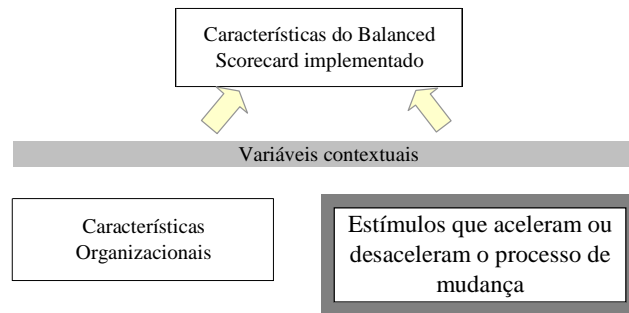 Características do Balanced
Scorecard implementado
Variáveis contextuais
Características
Organizacionais
Estímulos que aceleram ou
desaceleram o processo de
mudança